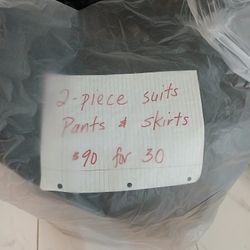 2-piece suits
Pants & Skirts
$90 for 30